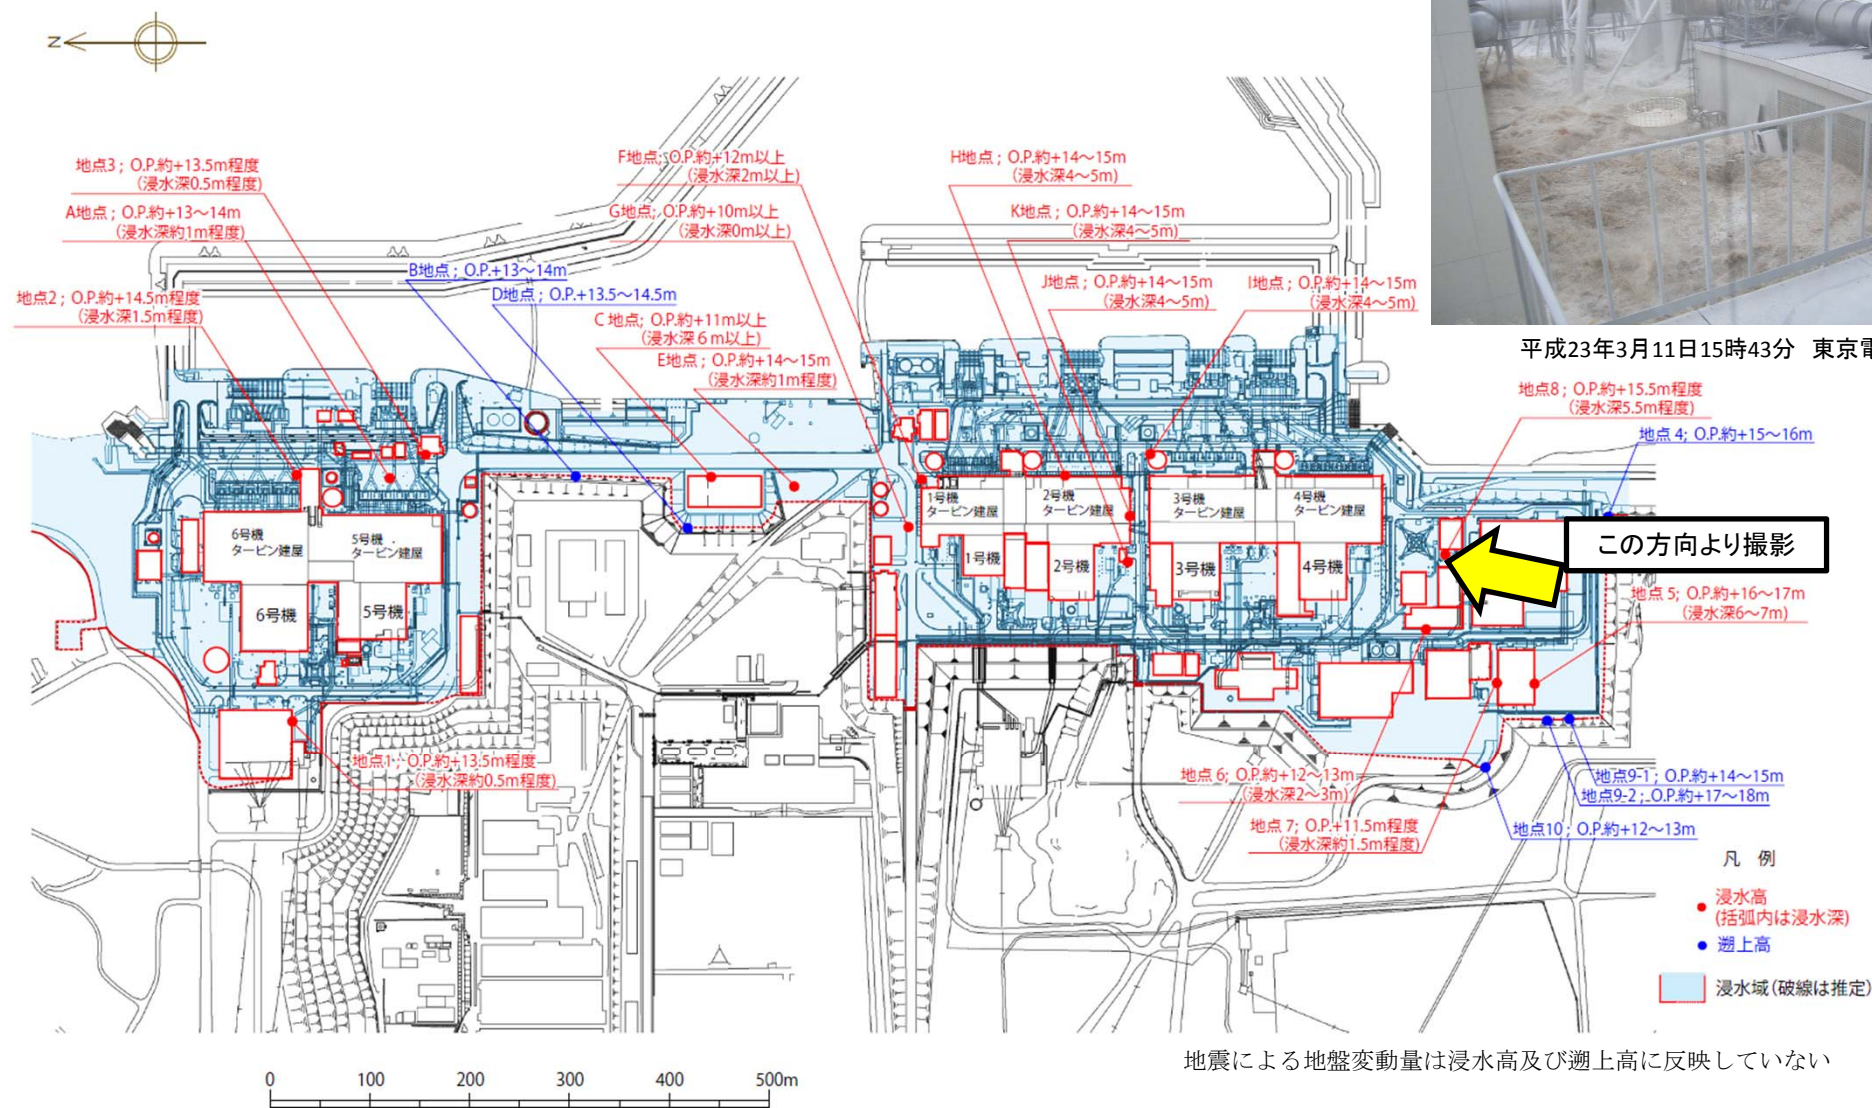 Z
平成23年3月11日15時43分 東京電
地点3 ; O.P.約+13.5m程度
(浸水深0.5m程度)
A地点 ; O.P.約+13～14m
(浸水深約1m程度)
地点2 ; O.P.約+14.5m程度
(浸水深1.5m程度)
B地点 ; O.P.+13～14m
D地点 ; O.P.+13.5～14.5m
F地点; O.P.約+12m以上
(浸水深2m以上)
G地点; O.P.約+10m以上
(浸水深0m以上)
C 地点; O.P.約+11m以上
(浸水深６m以上)
E地点 ; O.P.約+14～15m
(浸水深約1m程度)
H地点 ; O.P.約+14～15m
(浸水深4～5m)
K地点 ; O.P.約+14～15m
(浸水深4～5m)
J地点 ; O.P.約+14～15m
(浸水深4～5m)
I地点 ; O.P.約+14～15m
(浸水深4～5m)
地点8 ; O.P.約+15.5m程度
(浸水深5.5m程度)
地点 4; O.P.約+15～16m
この方向より撮影
地点 5; O.P.約+16～17m
(浸水深6～7m)
6号機
タービン建屋
5号機
タービン建屋
6号機
5号機
1号機
タービン建屋
2号機
タービン建屋
3号機
タービン建屋
4号機
タービン建屋
1号機
2号機
3号機
4号機
地点1 ; O.P.約+13.5m程度
(浸水深約0.5m程度)
地点 6; O.P.約+12～13m
(浸水深2～3m)
地点 7; O.P.+11.5m程度
(浸水深約1.5m程度)
地点9-1 ; O.P.約+14～15m
地点9-2 ; O.P.約+17～18m
地点10 ; O.P.約+12～13m
凡 例
浸水高
(括弧内は浸水深)
遡上高
浸水域(破線は推定)
地震による地盤変動量は浸水高及び遡上高に反映していない
0 100 200 300 400 500m